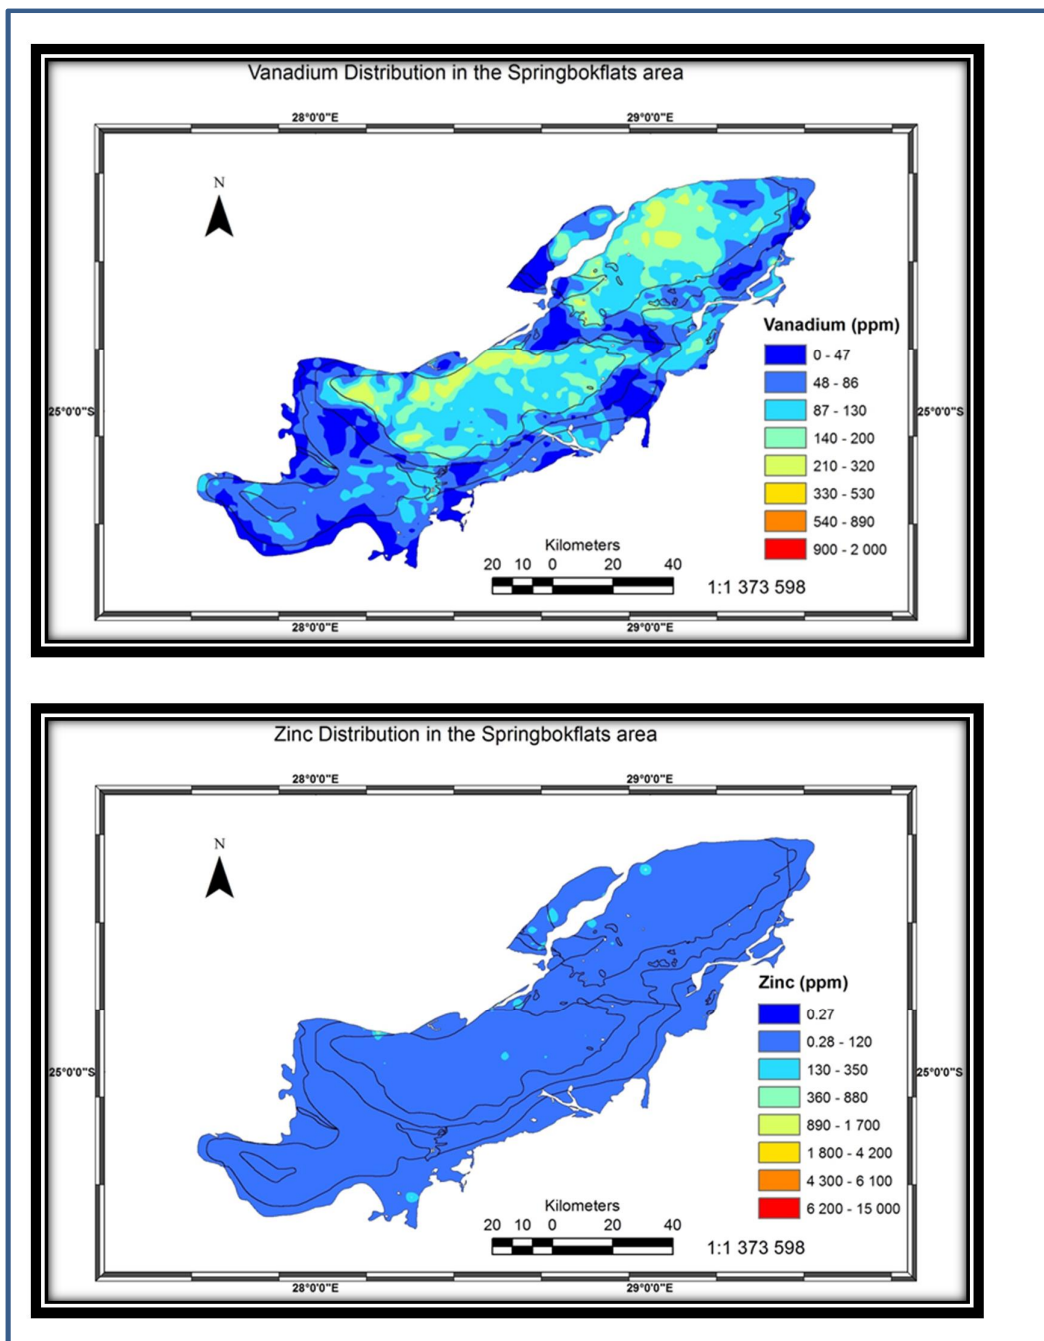 Vanadium Distribution in the Springbokflats area
28°0'0"E 29°0'0"E
N
Vanadium (ppm)
0 - 47
48 - 86
87 - 130
140 - 200
210 - 320
330 - 530
540 - 890
900 - 2 000
25°0'0"S 25°0'0"S
Kilometers
20 10 0 20 40
1:1 373 598
28°0'0"E 29°0'0"E
Zinc Distribution in the Springbokflats area
28°0'0"E 29°0'0"E
N
Zinc (ppm)
0.27
0.28 - 120
130 - 350
360 - 880
890 - 1 700
1 800 - 4 200
4 300 - 6 100
6 200 - 15 000
25°0'0"S 25°0'0"S
Kilometers
20 10 0 20 40
1:1 373 598
28°0'0"E 29°0'0"E